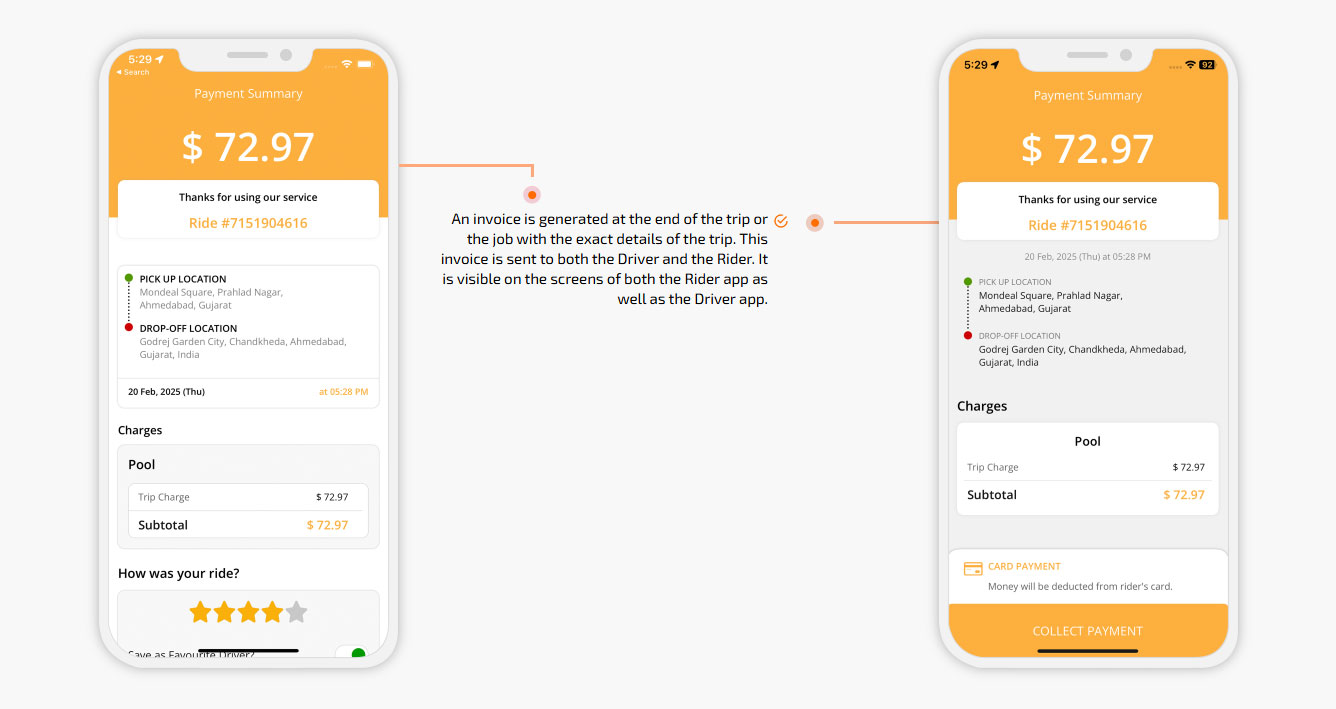 5:29
Search
Payment Summary
$ 72.97
Thanks for using our service
Ride #7151904616
PICK UP LOCATION
Mondeal Square, Prahlad Nagar,
Ahmedabad, Gujarat
DROP-OFF LOCATION
Godrej Garden City, Chandkheda, Ahmedabad,
Gujarat, India
20 Feb, 2025 (Thu) at 05:28 PM
Charges
Pool
Trip Charge $ 72.97
Subtotal $ 72.97
How was your ride?
Save as Favourite Driver?
An invoice is generated at the end of the trip or
the job with the exact details of the trip. This
invoice is sent to both the Driver and the Rider. It
is visible on the screens of both the Rider app as
well as the Driver app.
5:29 92
Payment Summary
$ 72.97
Thanks for using our service
Ride #7151904616
20 Feb, 2025 (Thu) at 05:28 PM
PICK UP LOCATION
Mondeal Square, Prahlad Nagar,
Ahmedabad, Gujarat
DROP-OFF LOCATION
Godrej Garden City, Chandkheda, Ahmedabad,
Gujarat, India
Charges
Pool
Trip Charge $ 72.97
Subtotal $ 72.97
CARD PAYMENT
Money will be deducted from rider's card.
COLLECT PAYMENT